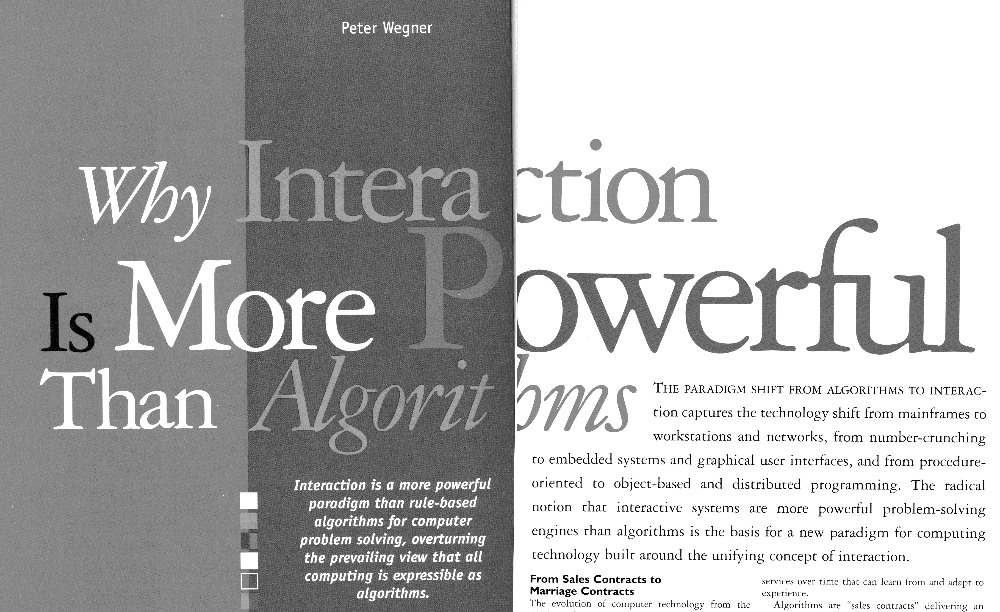 Peter Wegner
Why Interaction
Is More Powerful
Than Algorithms
Interaction is a more powerful
paradigm than rule-based
algorithms for computer
problem solving, overturning
the prevailing view that all
computing is expressible as
algorithms.
THE PARADIGM SHIFT FROM ALGORITHMS TO INTERAC-
tion captures the technology shift from mainframes to
workstations and networks, from number-crunching
to embedded systems and graphical user interfaces, and from procedure-
oriented to object-based and distributed programming. The radical
notion that interactive systems are more powerful problem-solving
engines than algorithms is the basis for a new paradigm for computing
technology built around the unifying concept of interaction.
From Sales Contracts to
Marriage Contracts
The evolution of computer technology from the
services over time that can learn from and adapt to
experience.
Algorithms are “sales contracts” delivering an